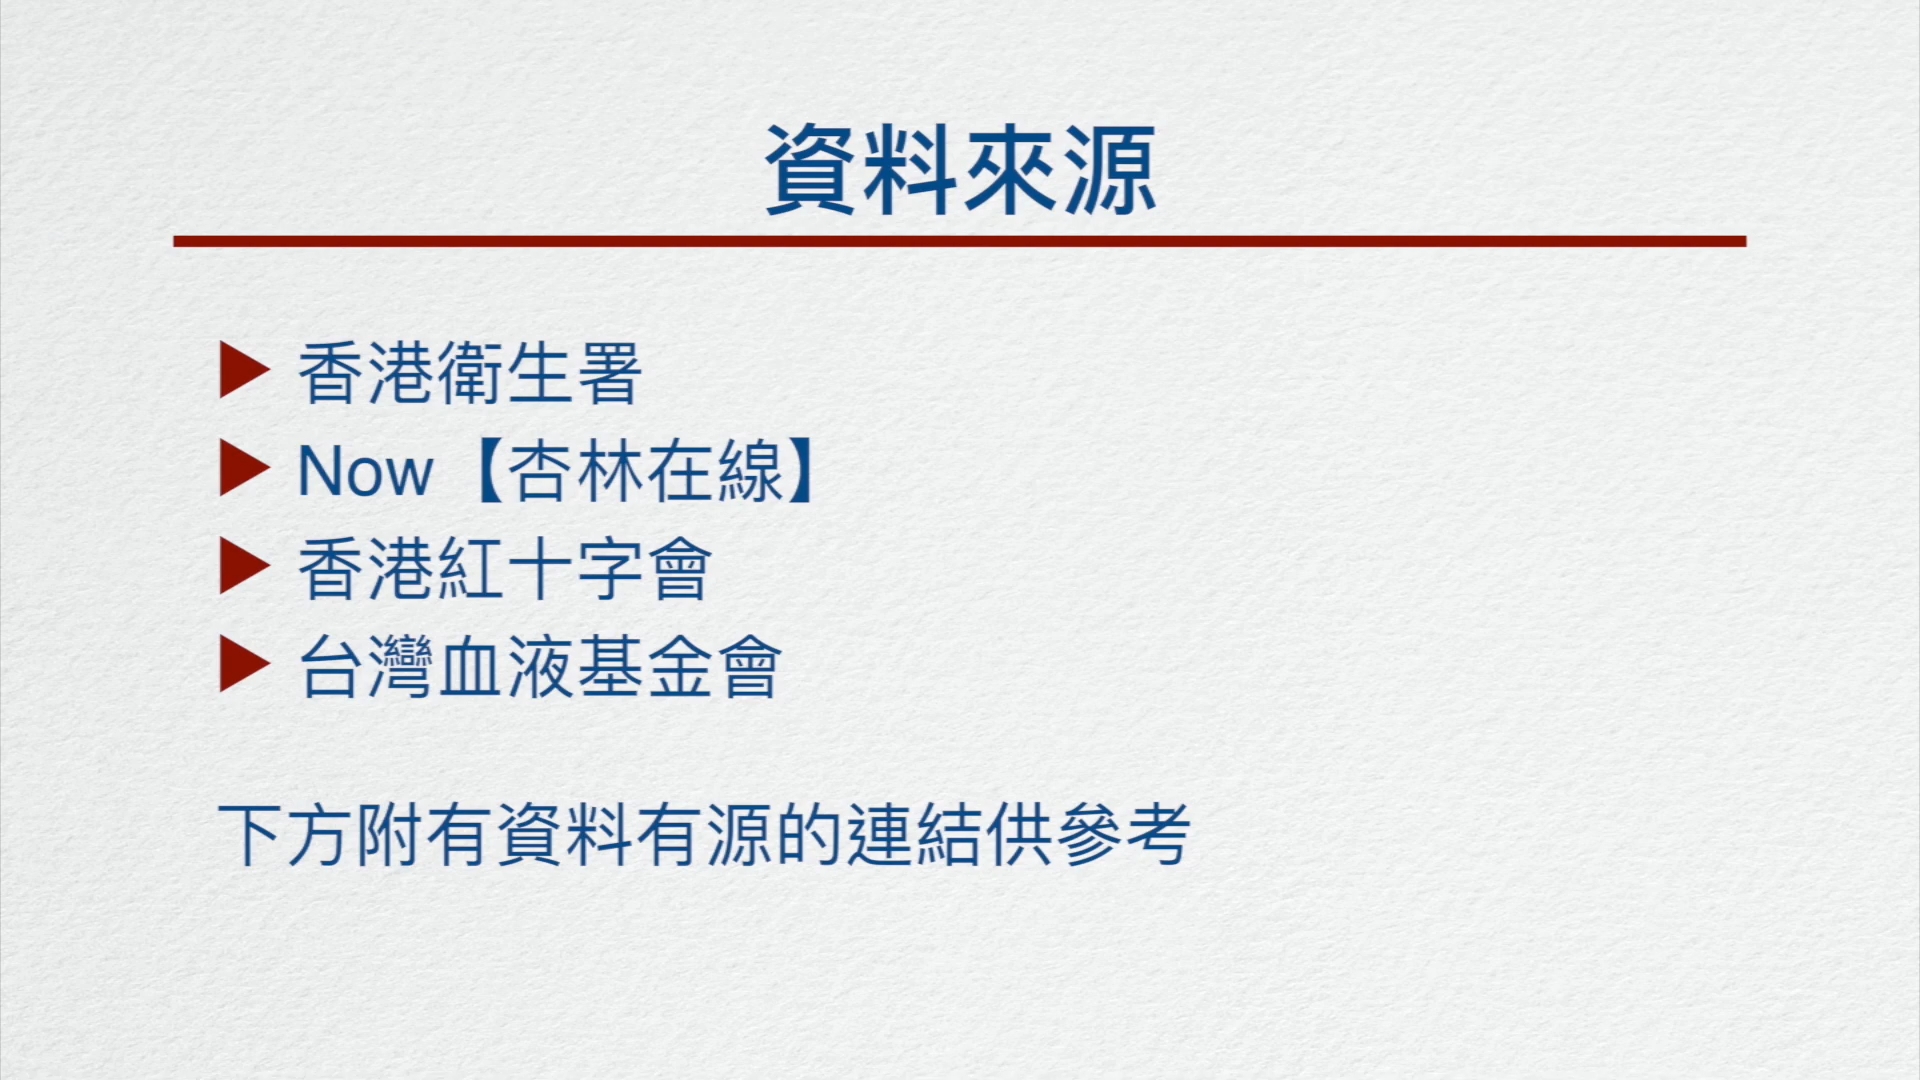 資料來源
香港衛生署
Now【杏林在線】
香港紅十字會
台灣血液基金會
下方附有資料有源的連結供參考